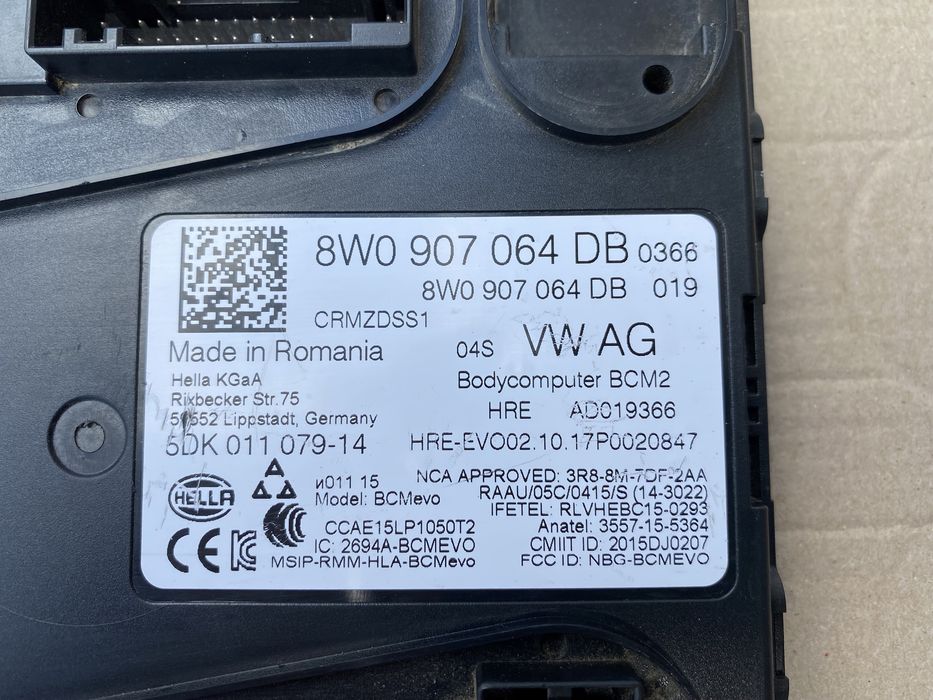 8W0 907 064 DB 0366
8W0 907 064 DB 019
CRMZDSS1
Made in Romania
04S VW AG
Hella KGaA
Rixbecker Str.75
59552 Lippstadt, Germany
5DK 011 079-14
Bodycomputer BCM2
HRE AD019366
HRE-EVO02.10.17P0020847
HELLA
и011 15
Model: BCMevo
CCAE15LP1050T2
IC: 2694A-BCMEVO
MSIP-RMM-HLA-BCMevo
NCA APPROVED: 3R8-8M-7DF-2AA
RAAU/05C/0415/S (14-3022)
IFETEL: RLVHEBC15-0293
Anatel: 3557-15-5364
CMIIT ID: 2015DJ0207
FCC ID: NBG-BCMEVO
CE